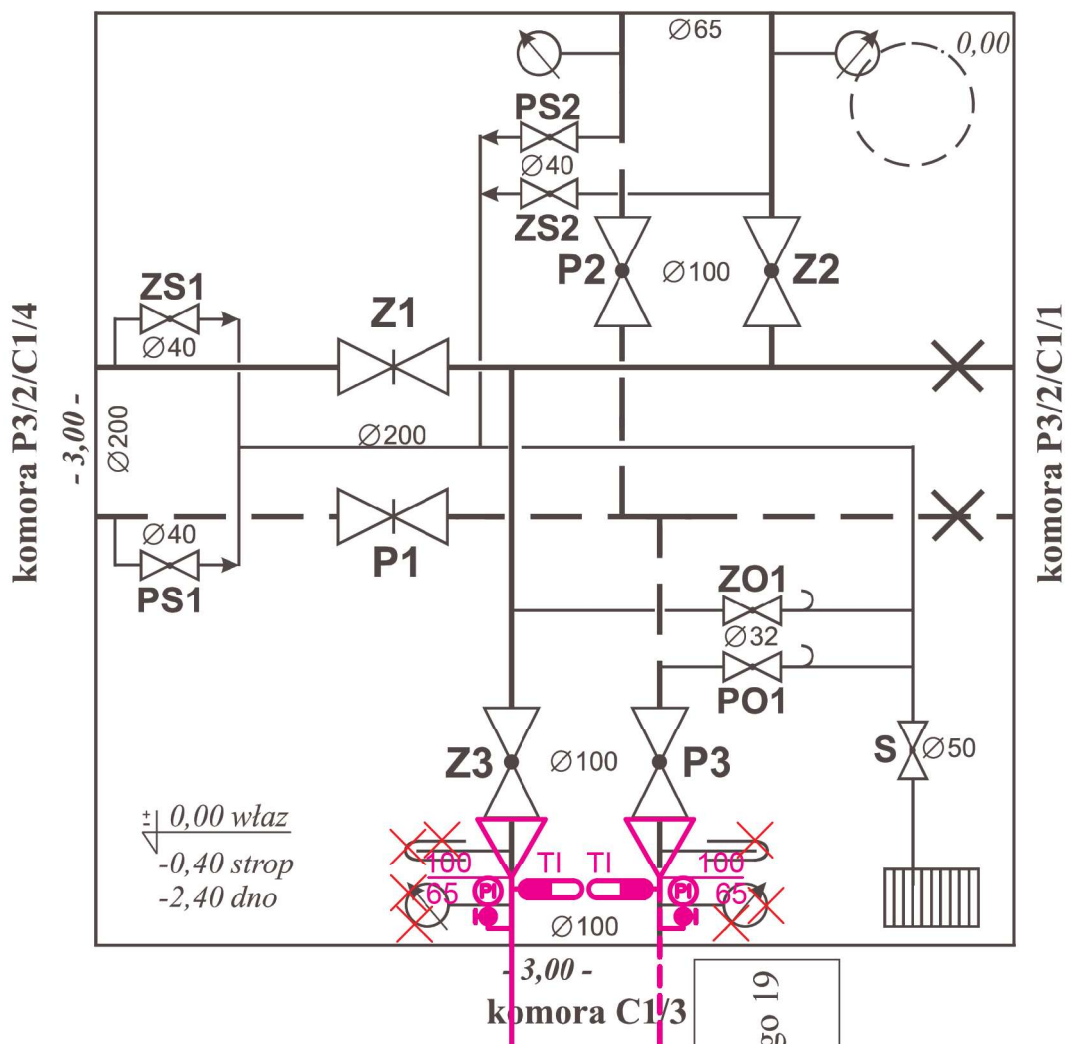 Ø65
0,00
PS2
Ø40
ZS2
P2
Ø100
Z2
ZS1
Ø40
Z1
komora P3/2/C1/4
- 3,00 -
Ø200
Ø200
komora P3/2/C1/1
Ø40
PS1
P1
ZO1
Ø32
PO1
Z3
Ø100
P3
S
Ø50
± 0,00 właz
-0,40 strop
-2,40 dno
100
65
TI
TI
100
65
PI
PI
Ø100
- 3,00 -
komora C1/3
go 19